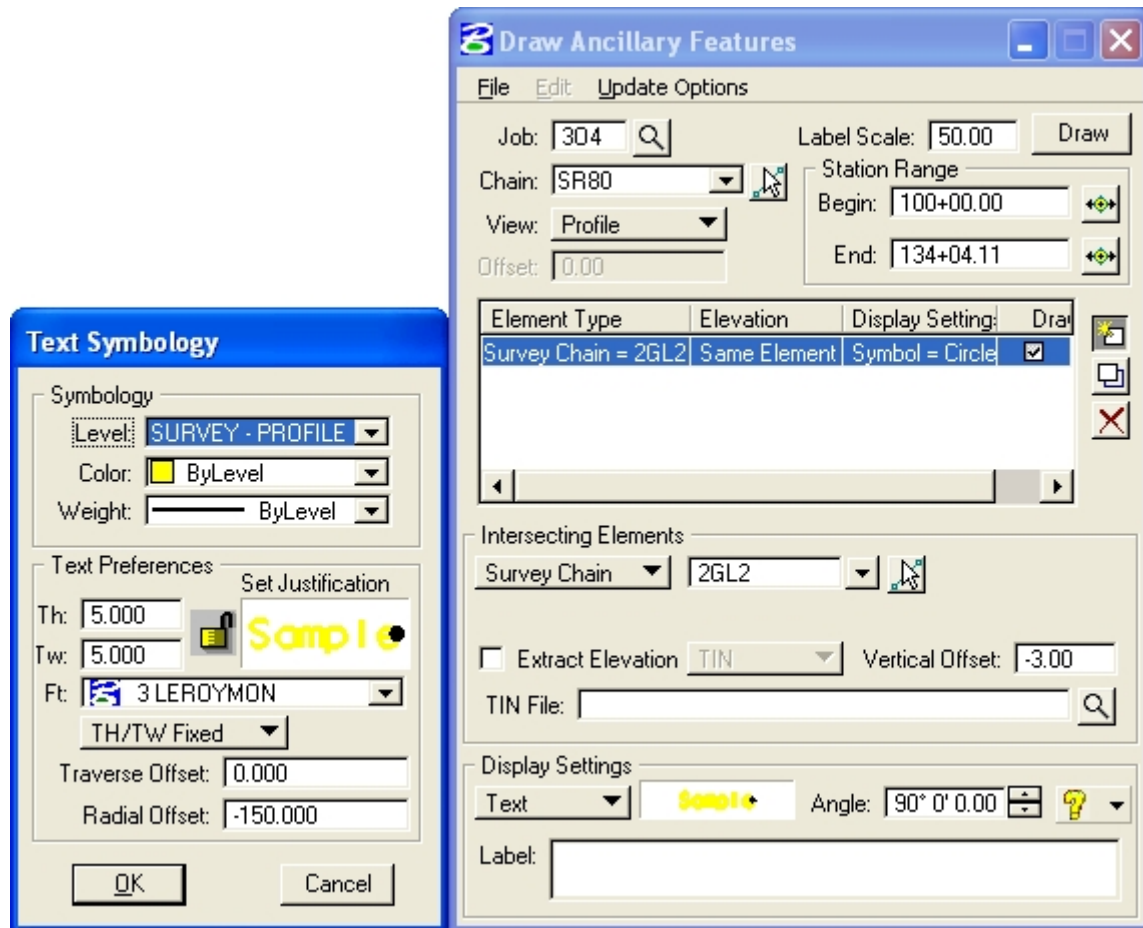 Draw Ancillary Features
File Edit Update Options
Job: 3O4 Label Scale: 50.00 Draw
Chain: SR80 Station Range
Begin: 100+00.00
View: Profile
End: 134+04.11
Offset: 0.00
Element Type Elevation Display Setting: Dra
Survey Chain = 2GL2 Same Element Symbol = Circle
Intersecting Elements
Survey Chain 2GL2
Extract Elevation TIN Vertical Offset: -3.00
TIN File:
Display Settings
Text Sample Angle: 90° 0' 0.00
Label:
Text Symbology
Symbology
Level: SURVEY - PROFILE
Color: ByLevel
Weight: ByLevel
Text Preferences
Set Justification
Th: 5.000
Sample
Tw: 5.000
Ft: 3 LEROYMON
TH/TW Fixed
Traverse Offset: 0.000
Radial Offset: -150.000
OK Cancel